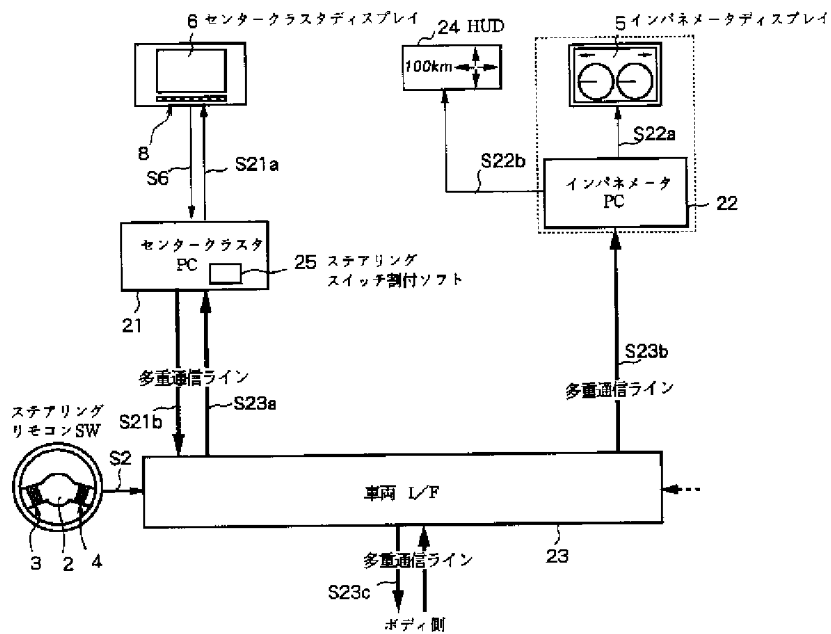 6 センタークラスタディスプレイ
24 HUD
5 インパネメータディスプレイ
100km
8
S6
S21a
S22b
S22a
センタークラスタ
PC
インパネメータ
PC
22
25 ステアリング
スイッチ割付ソフト
21
多重通信ライン
S21b
S23a
S23b
多重通信ライン
ステアリング
リモコンSW
S2
車両 I/F
3
2
4
23
多重通信ライン
S23c
ボディ側